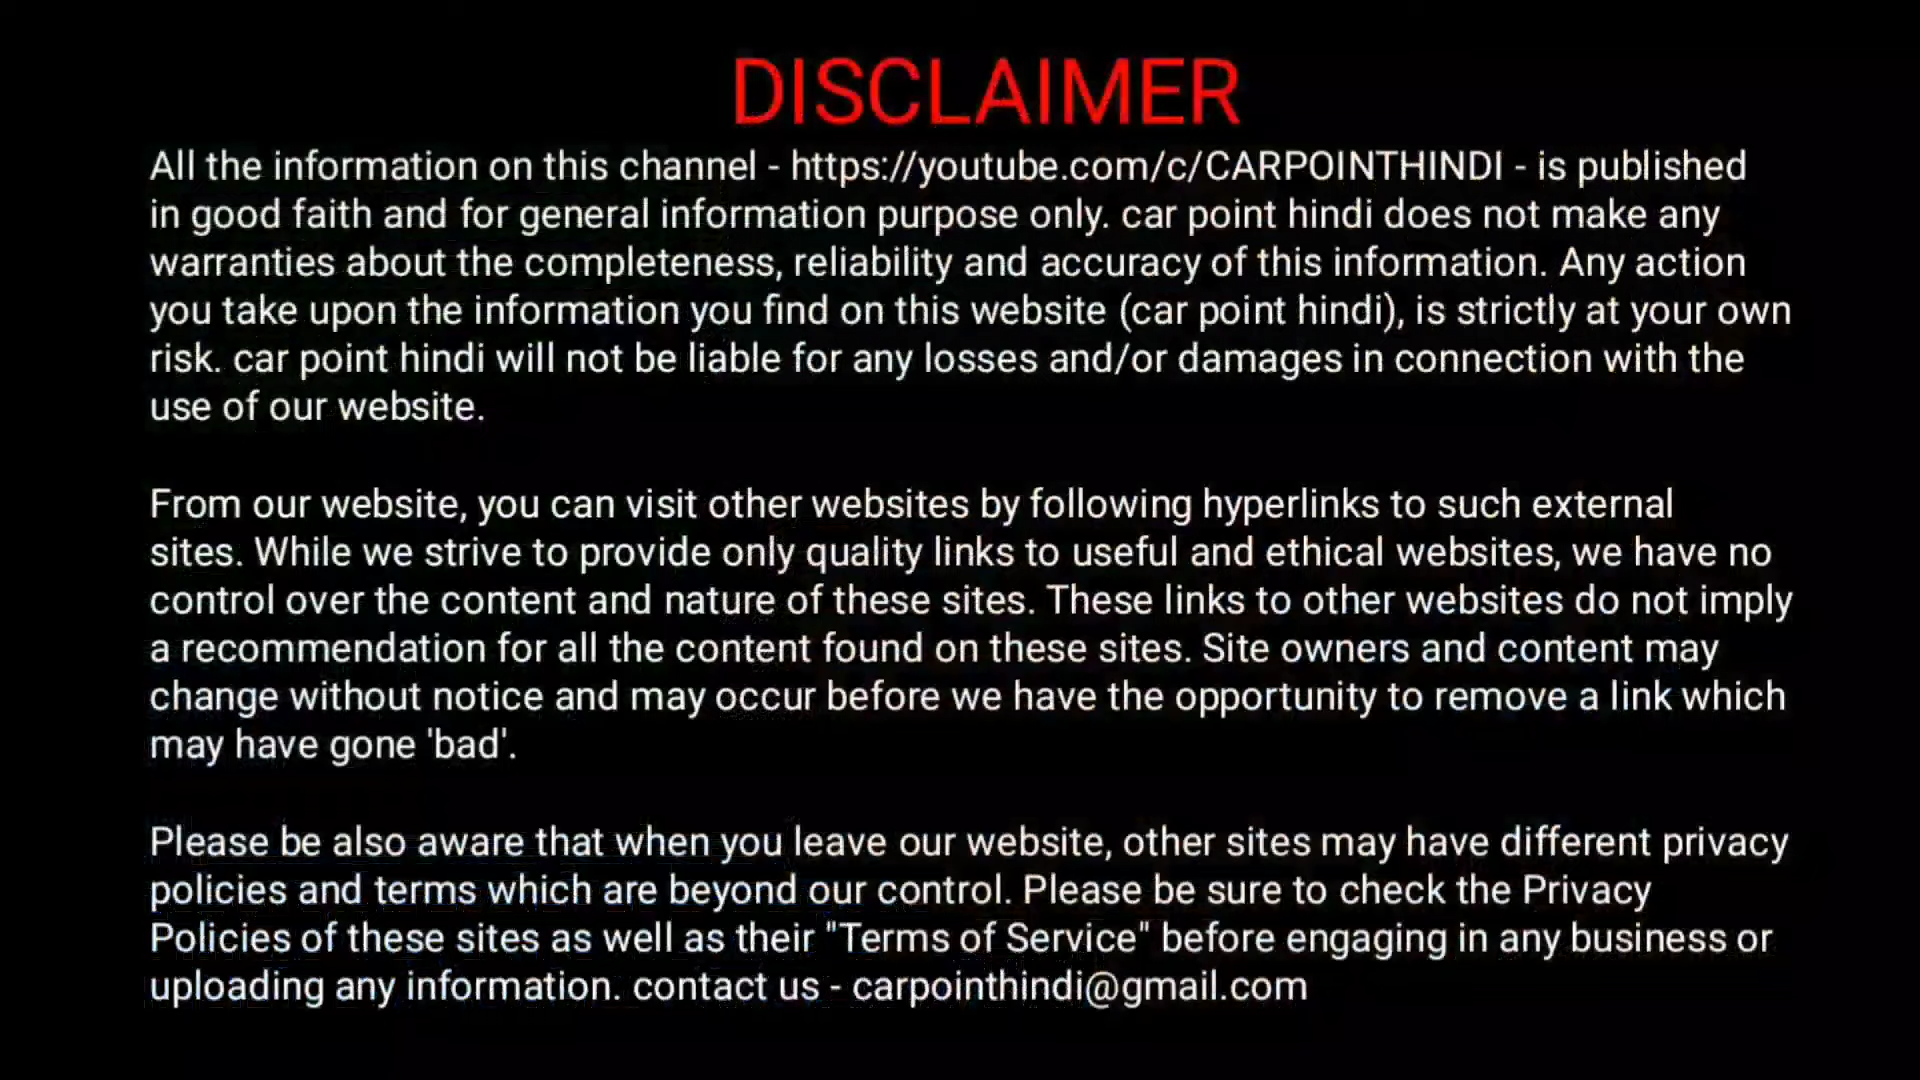 DISCLAIMER
All the information on this channel - https://youtube.com/c/CARPOINTHINDI - is published
in good faith and for general information purpose only. car point hindi does not make any
warranties about the completeness, reliability and accuracy of this information. Any action
you take upon the information you find on this website (car point hindi), is strictly at your own
risk. car point hindi will not be liable for any losses and/or damages in connection with the
use of our website.
From our website, you can visit other websites by following hyperlinks to such external
sites. While we strive to provide only quality links to useful and ethical websites, we have no
control over the content and nature of these sites. These links to other websites do not imply
a recommendation for all the content found on these sites. Site owners and content may
change without notice and may occur before we have the opportunity to remove a link which
may have gone 'bad'.
Please be also aware that when you leave our website, other sites may have different privacy
policies and terms which are beyond our control. Please be sure to check the Privacy
Policies of these sites as well as their "Terms of Service" before engaging in any business or
uploading any information. contact us - carpointhindi@gmail.com